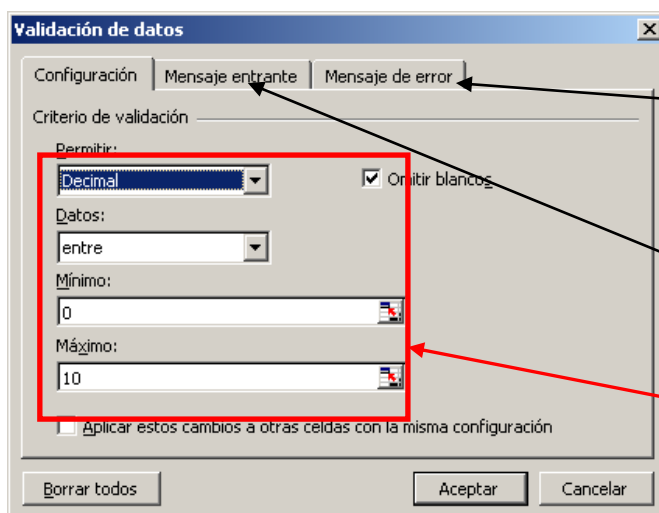 Validación de datos
Configuración Mensaje entrante Mensaje de error
Criterio de validación
Permitir:
Decimal Omitir blancos
Datos:
entre
Mínimo:
0
Máximo:
10
Aplicar estos cambios a otras celdas con la misma configuración
Borrar todos Aceptar Cancelar